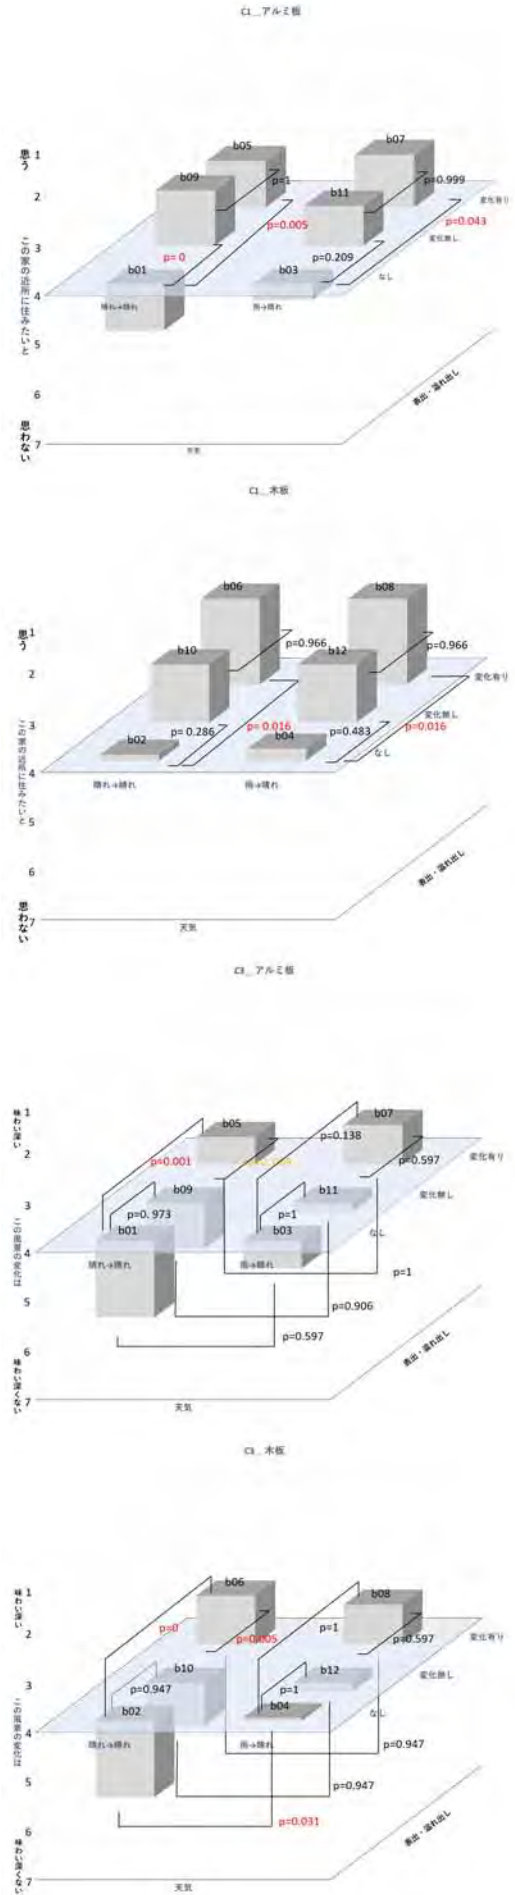 C1＿アルミ板
思う
1
b05
b07
b09
p=1
p=0.999
2
b11
変化有り
p=0.005
p=0.043
変化無し
3
p= 0
p=0.209
b01
b03
なし
この家の近所に住みたいと
4
晴れ→晴れ
雨→晴れ
5
6
表出・溢れ出し
思わない
7
天気
C1＿木板
b06
b08
思う
1
p=0.966
p=0.966
b10
b12
2
変化有り
変化無し
3
p= 0.286
p= 0.016
p=0.483
p=0.016
b02
b04
なし
この家の近所に住みたいと
4
晴れ→晴れ
雨→晴れ
5
6
表出・溢れ出し
思わない
7
天気
C3＿アルミ板
味わい深い
1
b05
b07
p=0.138
2
p=0.001
p=0.597
変化有り
b09
b11
変化無し
3
p=0.973
p=1
b01
b03
なし
この風景の変化は
4
晴れ→晴れ
雨→晴れ
p=1
5
p=0.906
p=0.597
6
表出・溢れ出し
味わい深くない
7
天気
C3＿木板
味わい深い
1
b06
b08
p=0
p=1
2
p=0.005
p=0.597
変化有り
b10
b12
変化無し
3
p=0.947
p=1
b02
b04
なし
この風景の変化は
4
晴れ→晴れ
雨→晴れ
p=0.947
5
p=0.947
p=0.031
6
表出・溢れ出し
味わい深くない
7
天気